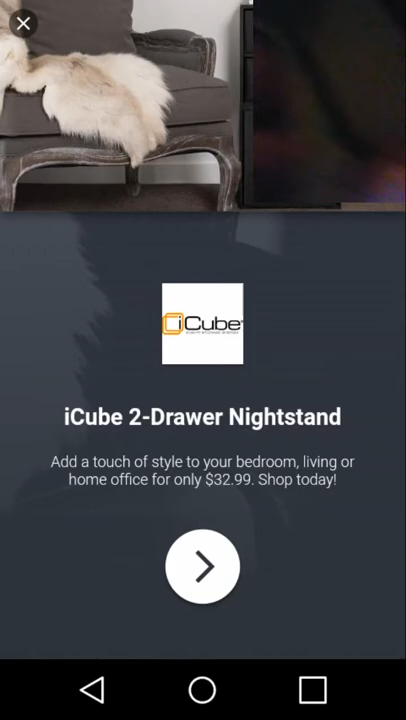 iCube
iCube 2-Drawer Nightstand
Add a touch of style to your bedroom, living or
home office for only $32.99. Shop today!